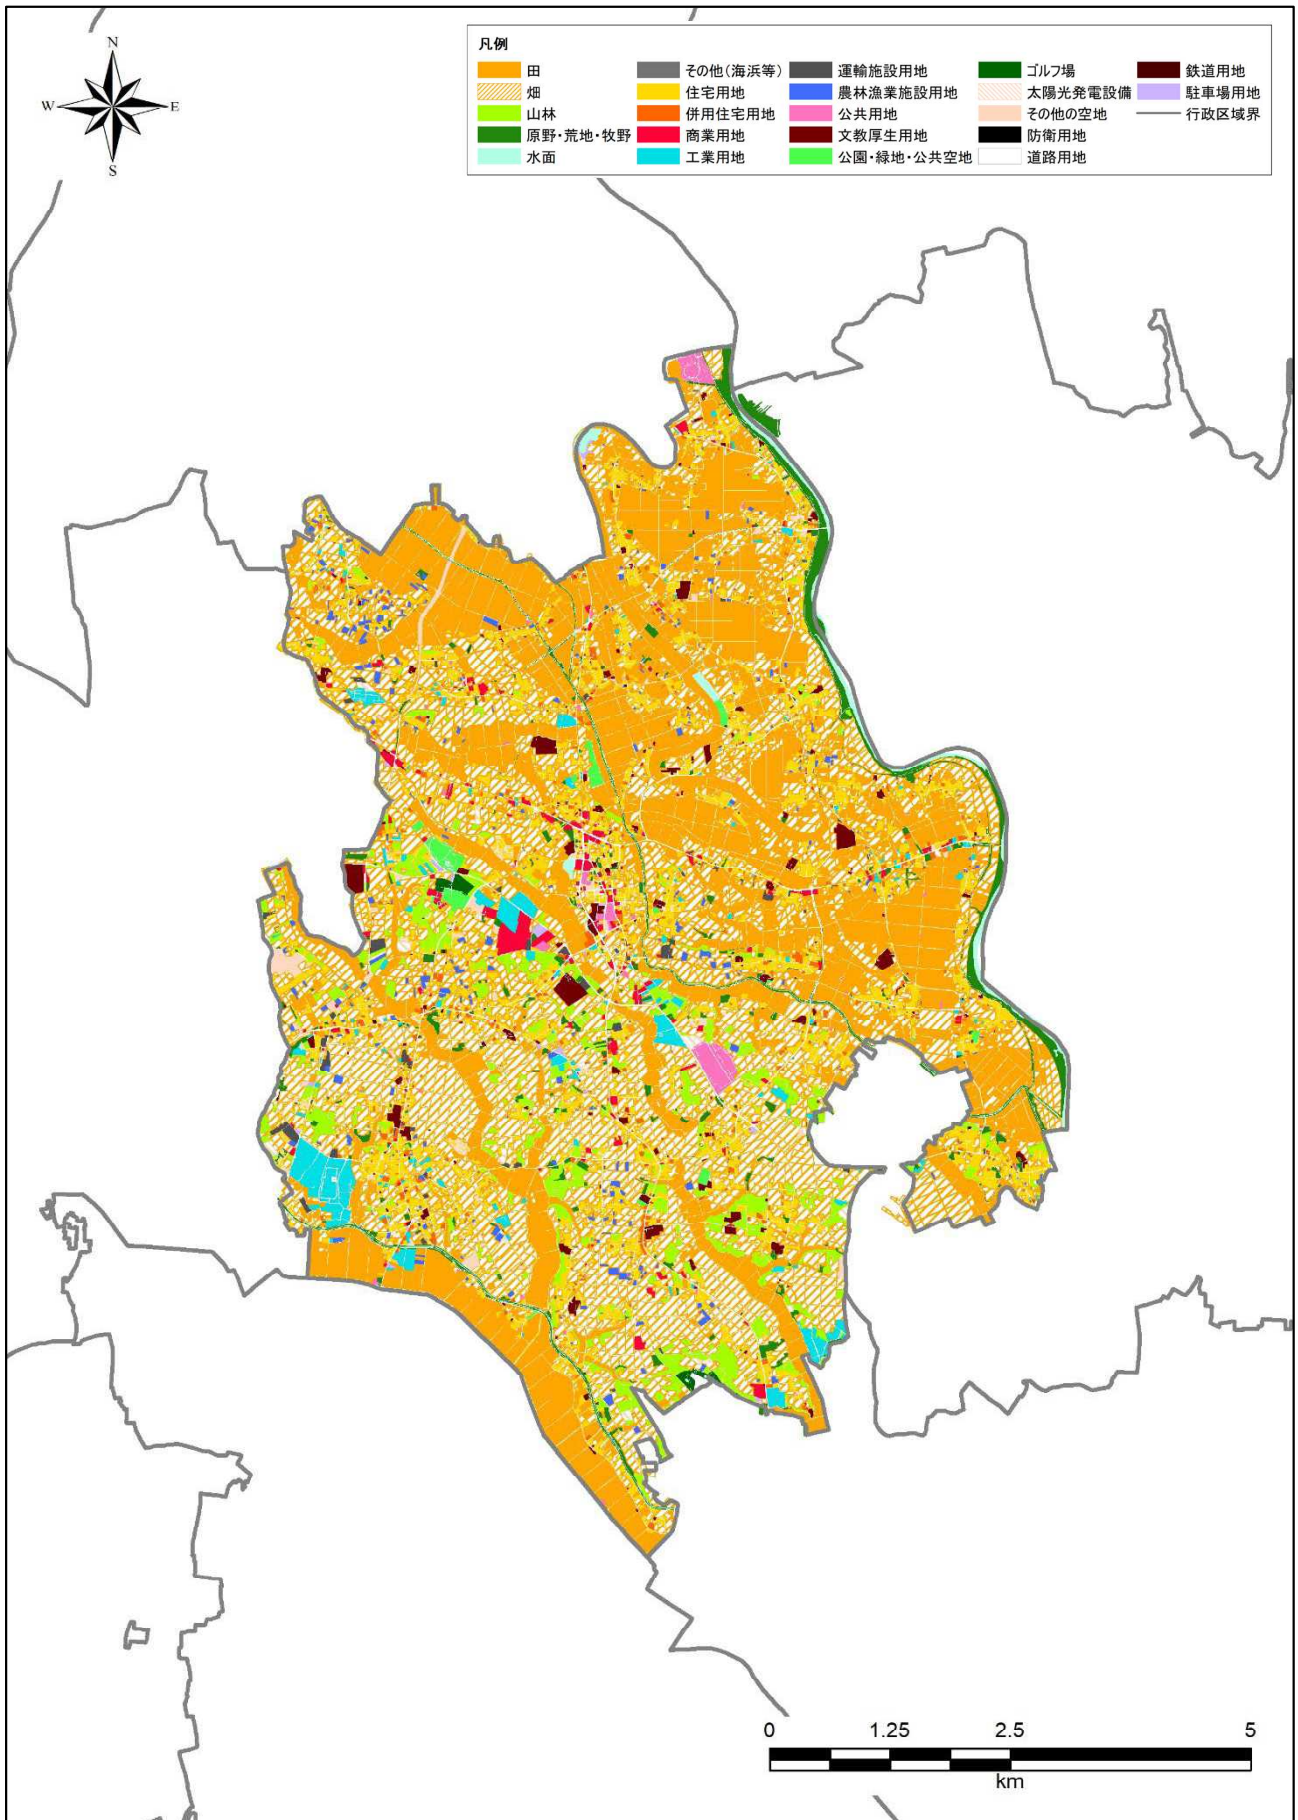 N
W
E
S
凡例
田
畑
山林
原野・荒地・牧野
水面
その他(海浜等)
住宅用地
併用住宅用地
商業用地
工業用地
運輸施設用地
農林漁業施設用地
公共用地
文教厚生用地
公園・緑地・公共空地
ゴルフ場
太陽光発電設備
その他の空地
防衛用地
道路用地
鉄道用地
駐車場用地
行政区域界
0 1.25 2.5 5
km